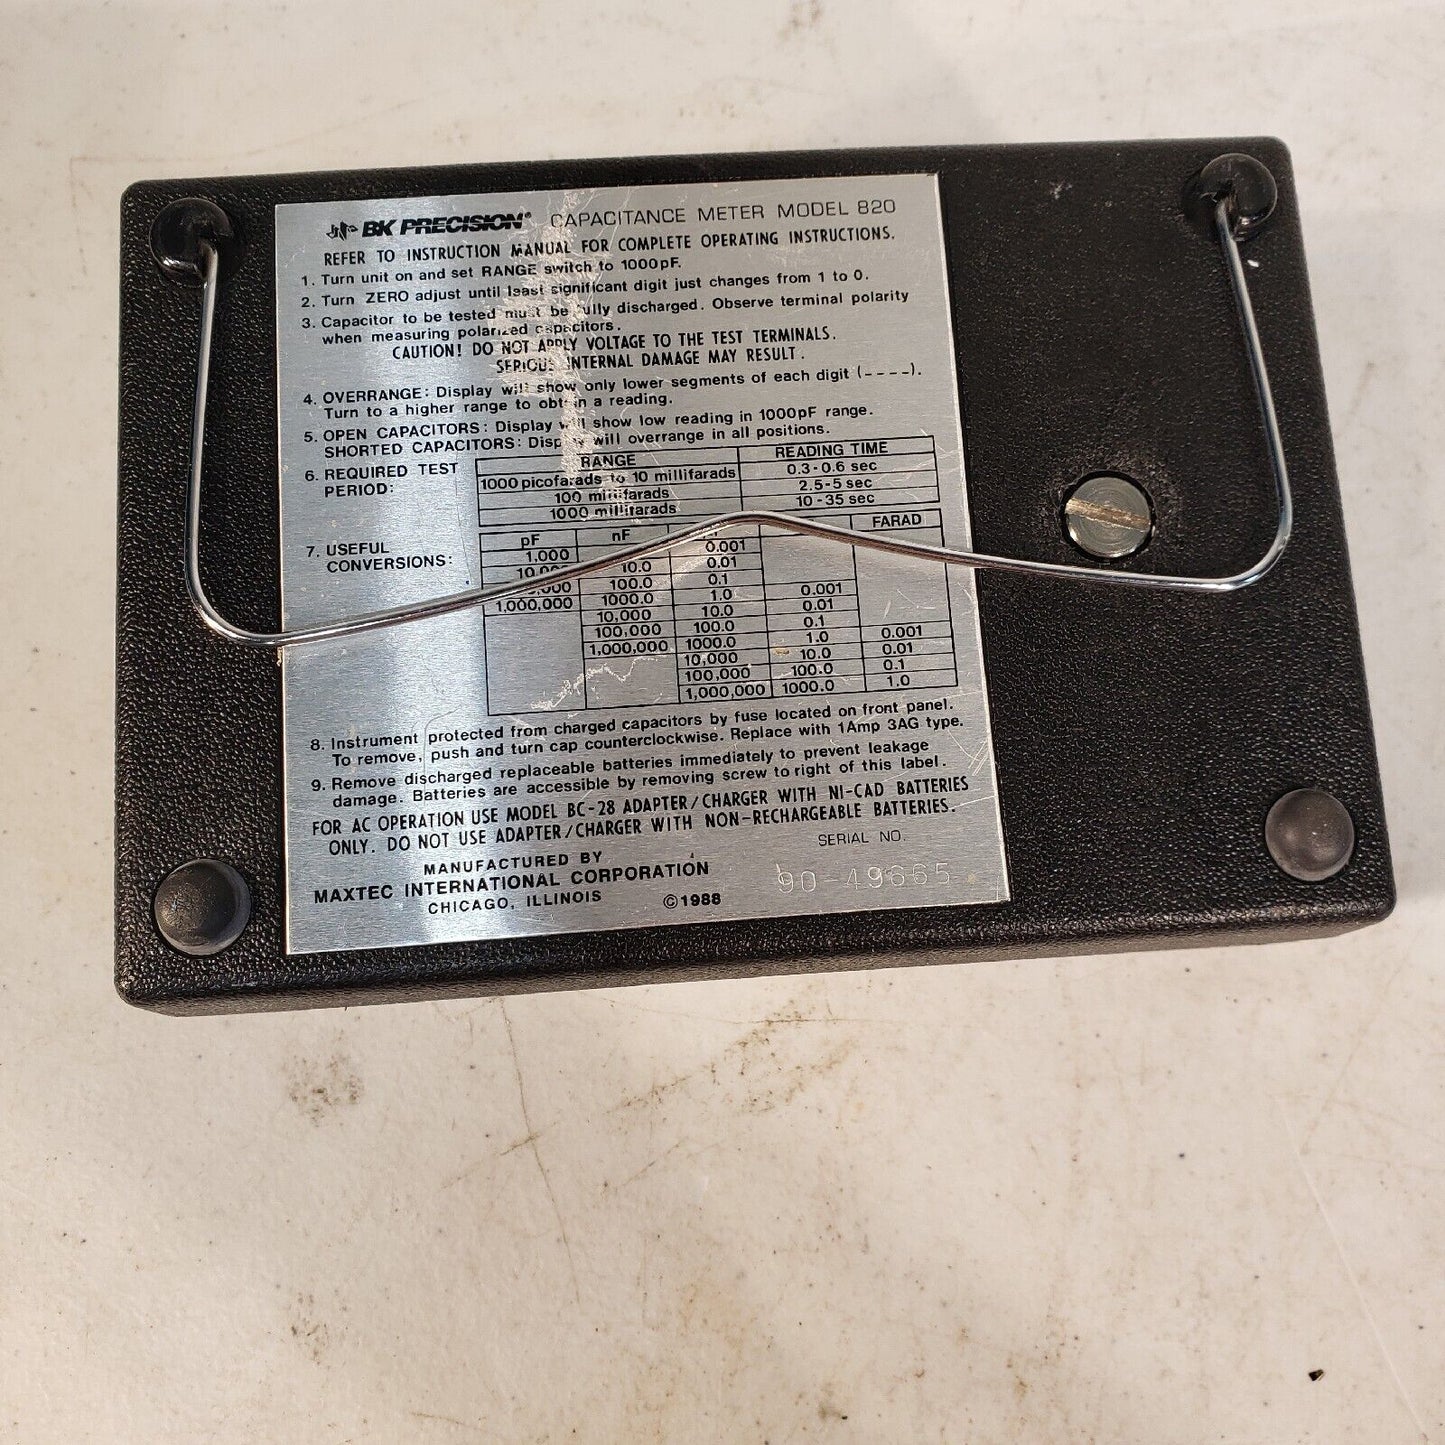 BK PRECISION® CAPACITANCE METER MODEL 820
REFER TO INSTRUCTION MANUAL FOR COMPLETE OPERATING INSTRUCTIONS.
1. Turn unit on and set RANGE switch to 1000pF.
2. Turn ZERO adjust until least significant digit just changes from 1 to 0.
3. Capacitor to be tested must be fully discharged. Observe terminal polarity
when measuring polarized capacitors.
CAUTION! DO NOT APPLY VOLTAGE TO THE TEST TERMINALS.
SERIOUS INTERNAL DAMAGE MAY RESULT.
4. OVERRANGE: Display will show only lower segments of each digit (----).
Turn to a higher range to obtain a reading.
5. OPEN CAPACITORS: Display will show low reading in 1000pF range.
SHORTED CAPACITORS: Display will overrange in all positions.
6. REQUIRED TEST PERIOD:
RANGE READING TIME
1000 picofarads to 10 millifarads 0.3-0.6 sec
100 millifarads 2.5-5 sec
1000 millifarads 10-35 sec
7. USEFUL CONVERSIONS:
pF nF FARAD
1,000 0.001
10,000 10.0 0.01
100.0 0.1
1,000,000 1000.0 1.0 0.001
10,000 10.0 0.01
100,000 100.0 0.1
1,000,000 1000.0 1.0 0.001
10,000 10.0 0.01
100,000 100.0 0.1
1,000,000 1000.0 1.0
8. Instrument protected from charged capacitors by fuse located on front panel.
To remove, push and turn cap counterclockwise. Replace with 1Amp 3AG type.
9. Remove discharged replaceable batteries immediately to prevent leakage
damage. Batteries are accessible by removing screw to right of this label.
FOR AC OPERATION USE MODEL BC-28 ADAPTER/CHARGER WITH NI-CAD BATTERIES
ONLY. DO NOT USE ADAPTER/CHARGER WITH NON-RECHARGEABLE BATTERIES.
MANUFACTURED BY
MAXTEC INTERNATIONAL CORPORATION
CHICAGO, ILLINOIS
©1988
SERIAL NO.
90-49665